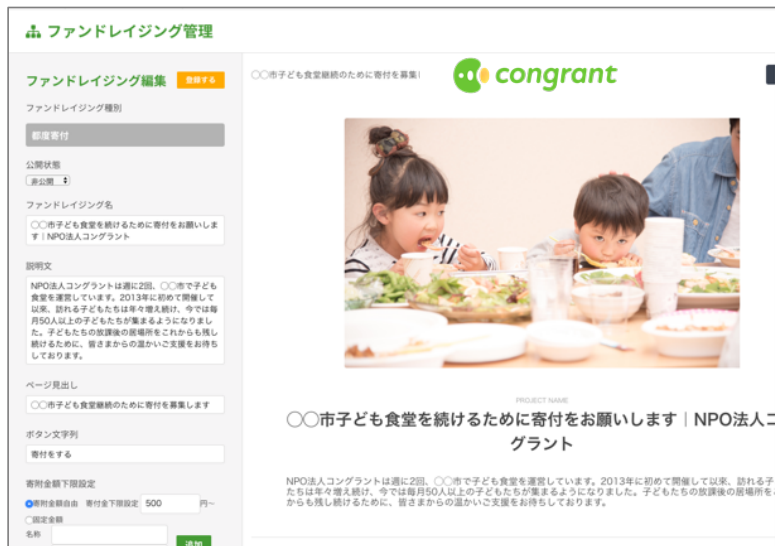 ファンドレイジング管理
ファンドレイジング編集
登録する
ファンドレイジング種別
都度寄付
公開状態
非公開
ファンドレイジング名
〇〇市子ども食堂を続けるために寄付をお願いしま
す｜NPO法人コングラント
説明文
NPO法人コングラントは週に2回、〇〇市で子ども
食堂を運営しています。2013年に初めて開催して
以来、訪れる子どもたちは年々増え続け、今では毎
月50人以上の子どもたちが集まるようになりまし
た。子どもたちの放課後の居場所をこれからも残し
続けるために、皆さまからの温かいご支援をお待ち
しております。
ページ見出し
〇〇市子ども食堂継続のために寄付を募集します
ボタン文字列
寄付をする
寄附金額下限設定
寄附金額自由 寄付金下限設定 500 円〜
固定金額
名称
追加
〇〇市子ども食堂継続のために寄付を募集し
congrant
PROJECT NAME
〇〇市子ども食堂を続けるために寄付をお願いします｜NPO法人コ
グラント
NPO法人コングラントは週に2回、〇〇市で子ども食堂を運営しています。2013年に初めて開催して以来、訪れる子
たちは年々増え続け、今では毎月50人以上の子どもたちが集まるようになりました。子どもたちの放課後の居場所を
からも残し続けるために、皆さまからの温かいご支援をお待ちしております。